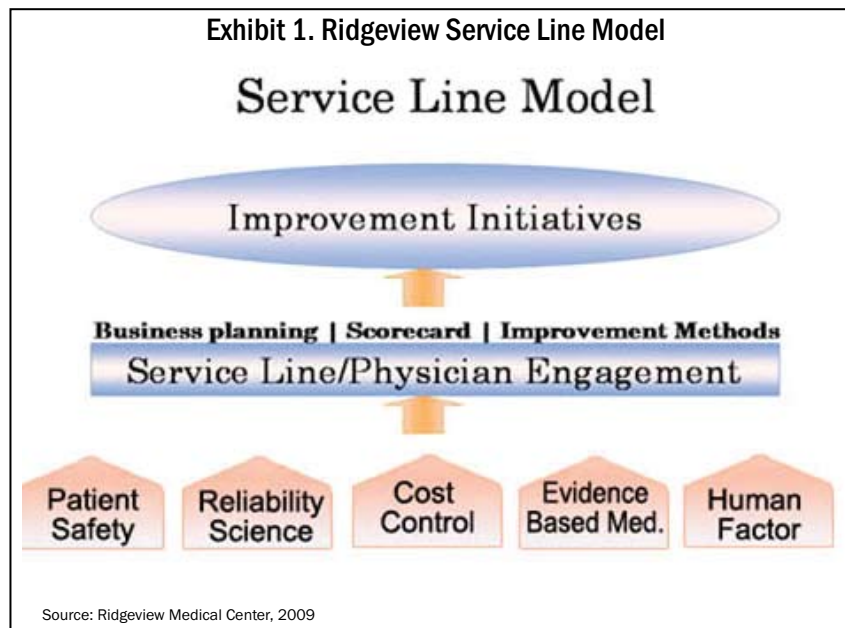 Exhibit 1. Ridgeview Service Line Model
Service Line Model
Improvement Initiatives
Business planning | Scorecard | Improvement Methods
Service Line/Physician Engagement
Patient
Safety
Reliability
Science
Cost
Control
Evidence
Based Med.
Human
Factor
Source: Ridgeview Medical Center, 2009